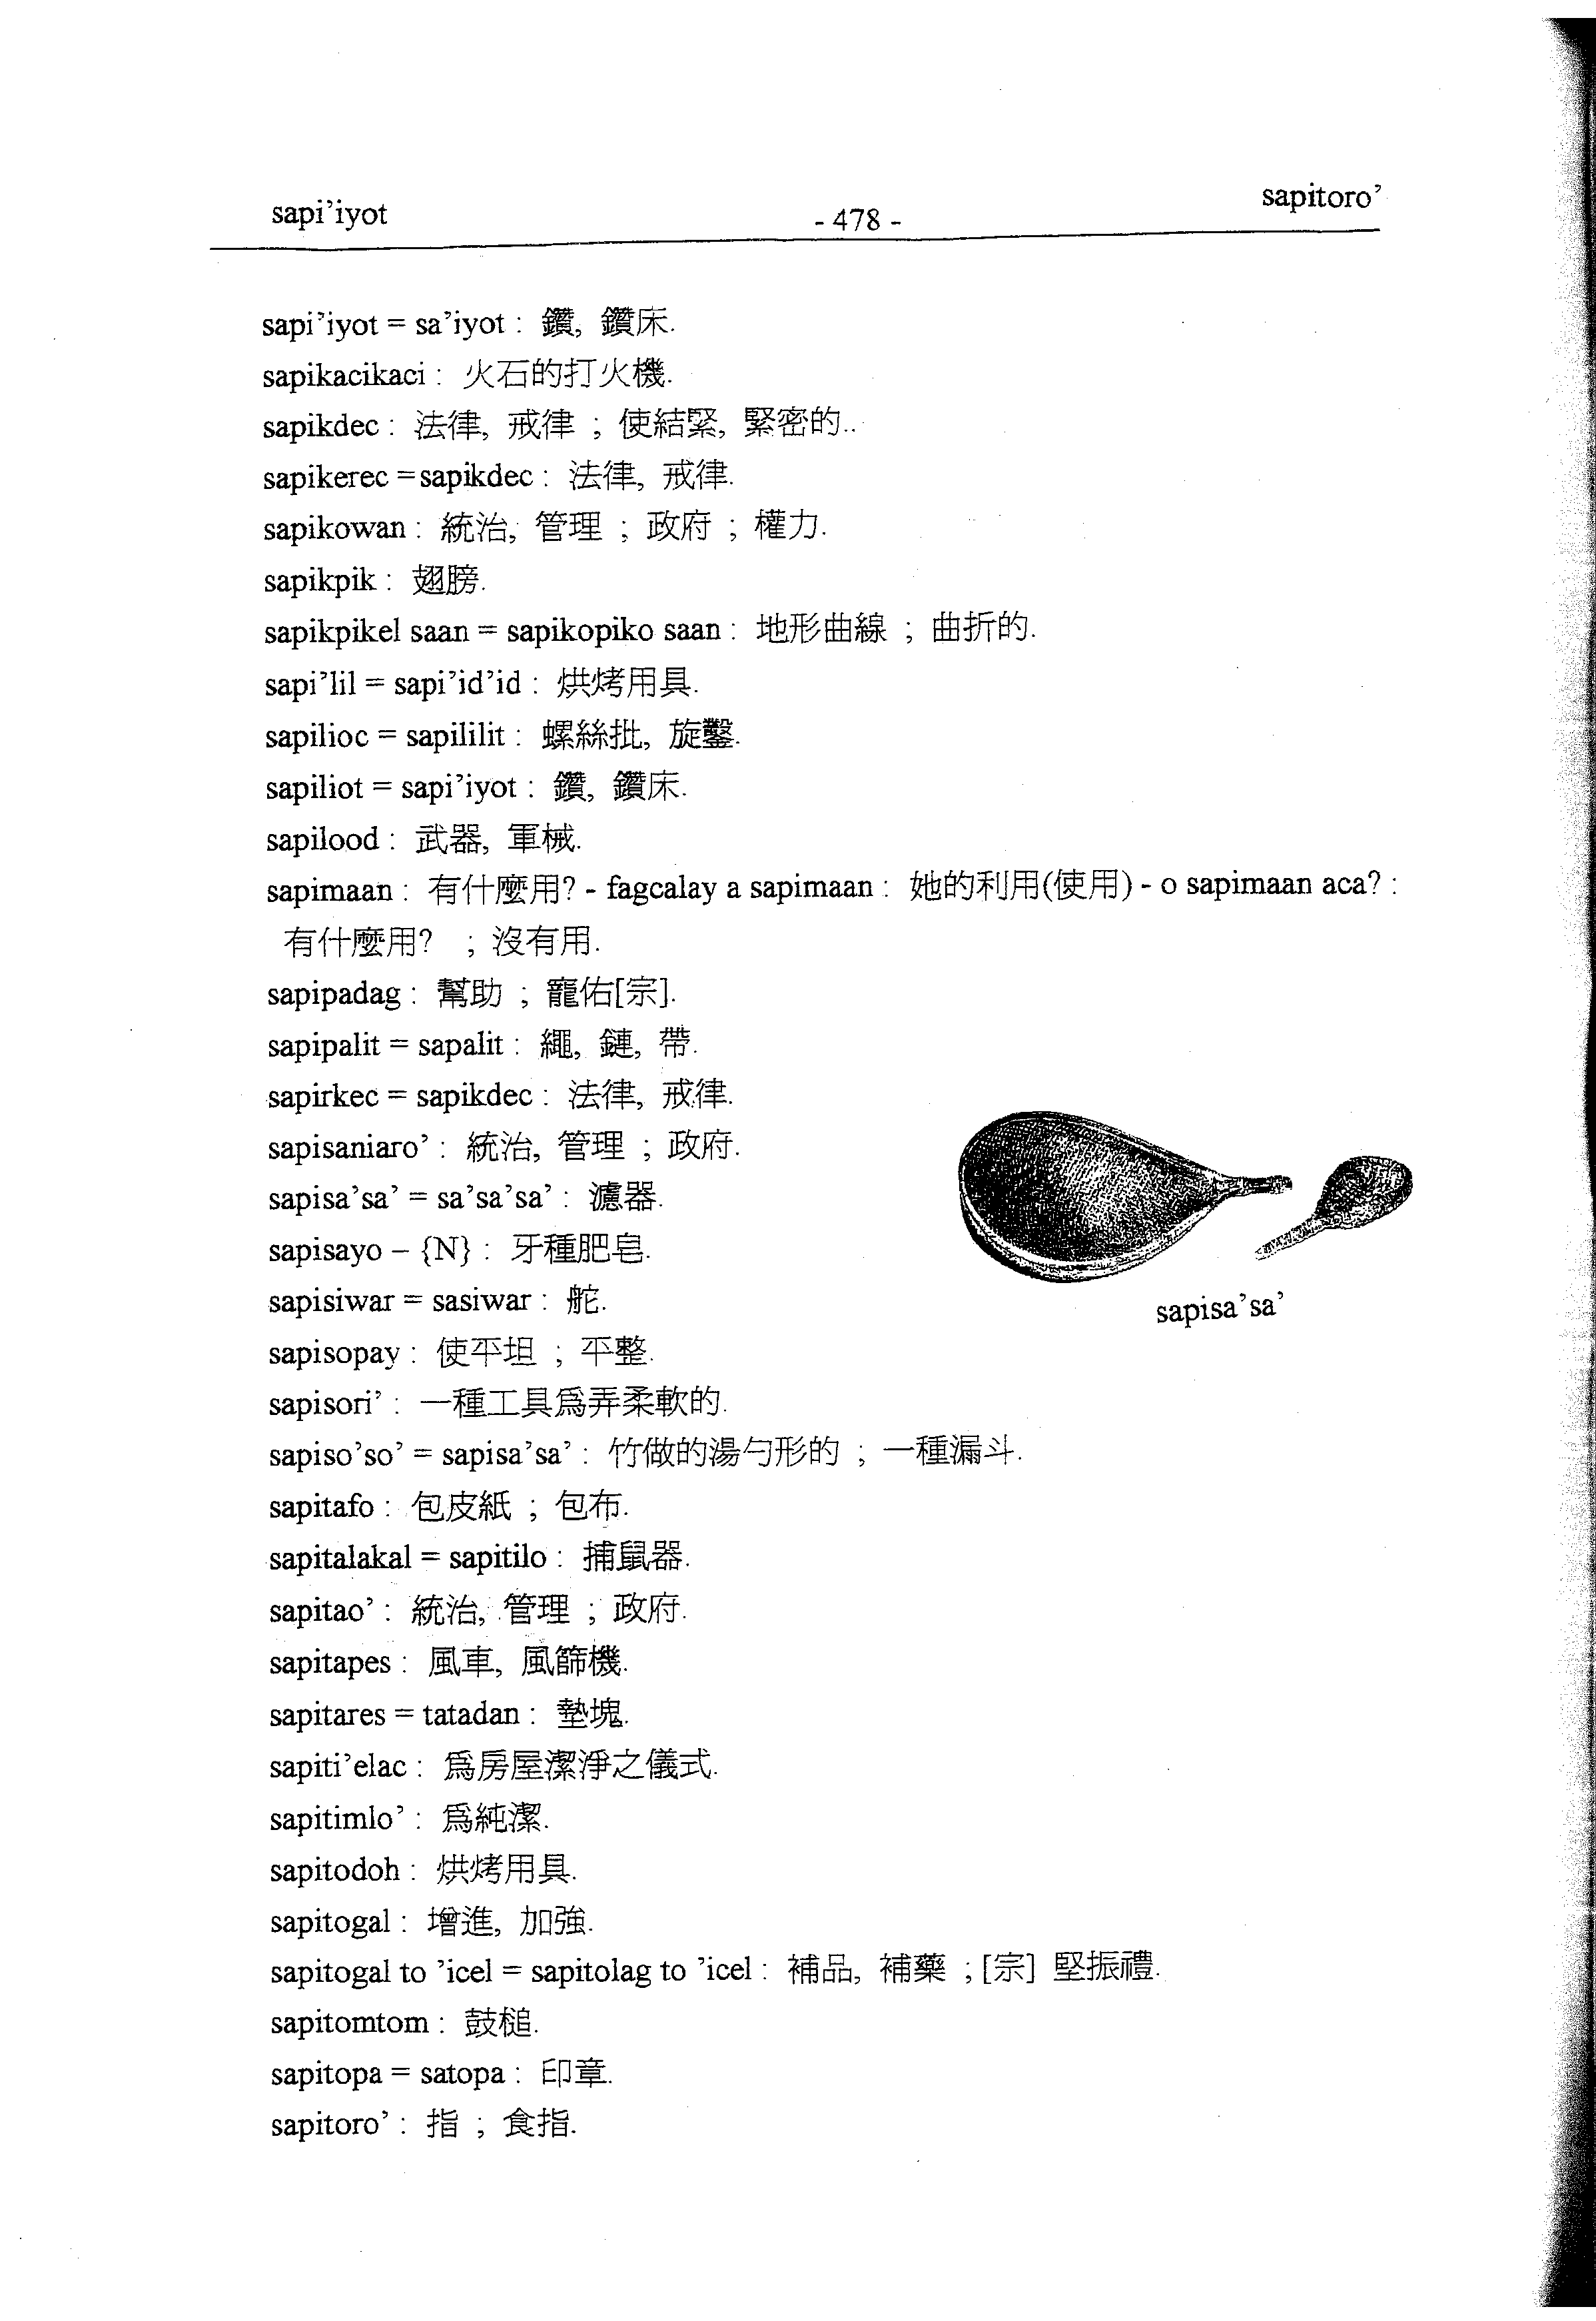 sapi’iyot - 478 - sapitoro’
sapi’iyot = sa’iyot : 鑽, 鑽床.
sapikacikaci : 火石的打火機.
sapikdec : 法律, 戒律 ; 使結緊, 緊密的..
sapikerec =sapikdec : 法律, 戒律.
sapikowan : 統治, 管理 ; 政府 ; 權力.
sapikpik : 翅膀.
sapikpikel saan = sapikopiko saan : 地形曲線 ; 曲折的.
sapi’lil = sapi’id’id : 烘烤用具.
sapilioc = sapililit : 螺絲批, 旋鑿.
sapiliot = sapi’iyot : 鑽, 鑽床.
sapilood : 武器, 軍械.
sapimaan : 有什麼用? - fagcalay a sapimaan : 她的利用(使用) - o sapimaan aca? :
有什麼用? ; 沒有用.
sapipadag : 幫助 ; 寵佑[宗].
sapipalit = sapalit : 繩, 鏈, 帶.
sapirkec = sapikdec : 法律, 戒律.
sapisaniaro’ : 統治, 管理 ; 政府.
sapisa’sa’ = sa’sa’sa’ : 濾器.
sapisayo – {N} : 牙種肥皂.
sapisiwar = sasiwar : 舵.
sapisa’sa’
sapisopay : 使平坦 ; 平整.
sapisori’ : 一種工具爲弄柔軟的.
sapiso’so’ = sapisa’sa’ : 竹做的湯勺形的 ; 一種漏斗.
sapitafo : 包皮紙 ; 包布.
sapitalakal = sapitilo : 捕鼠器.
sapitao’ : 統治, 管理 ; 政府.
sapitapes : 風車, 風篩機.
sapitares = tatadan : 墊塊.
sapiti’elac : 爲房屋潔淨之儀式.
sapitimlo’ : 爲純潔.
sapitodoh : 烘烤用具.
sapitogal : 增進, 加強.
sapitogal to ’icel = sapitolag to ’icel : 補品, 補藥 ; [宗] 堅振禮.
sapitomtom : 鼓槌.
sapitopa = satopa : 印章.
sapitoro’ : 指 ; 食指.